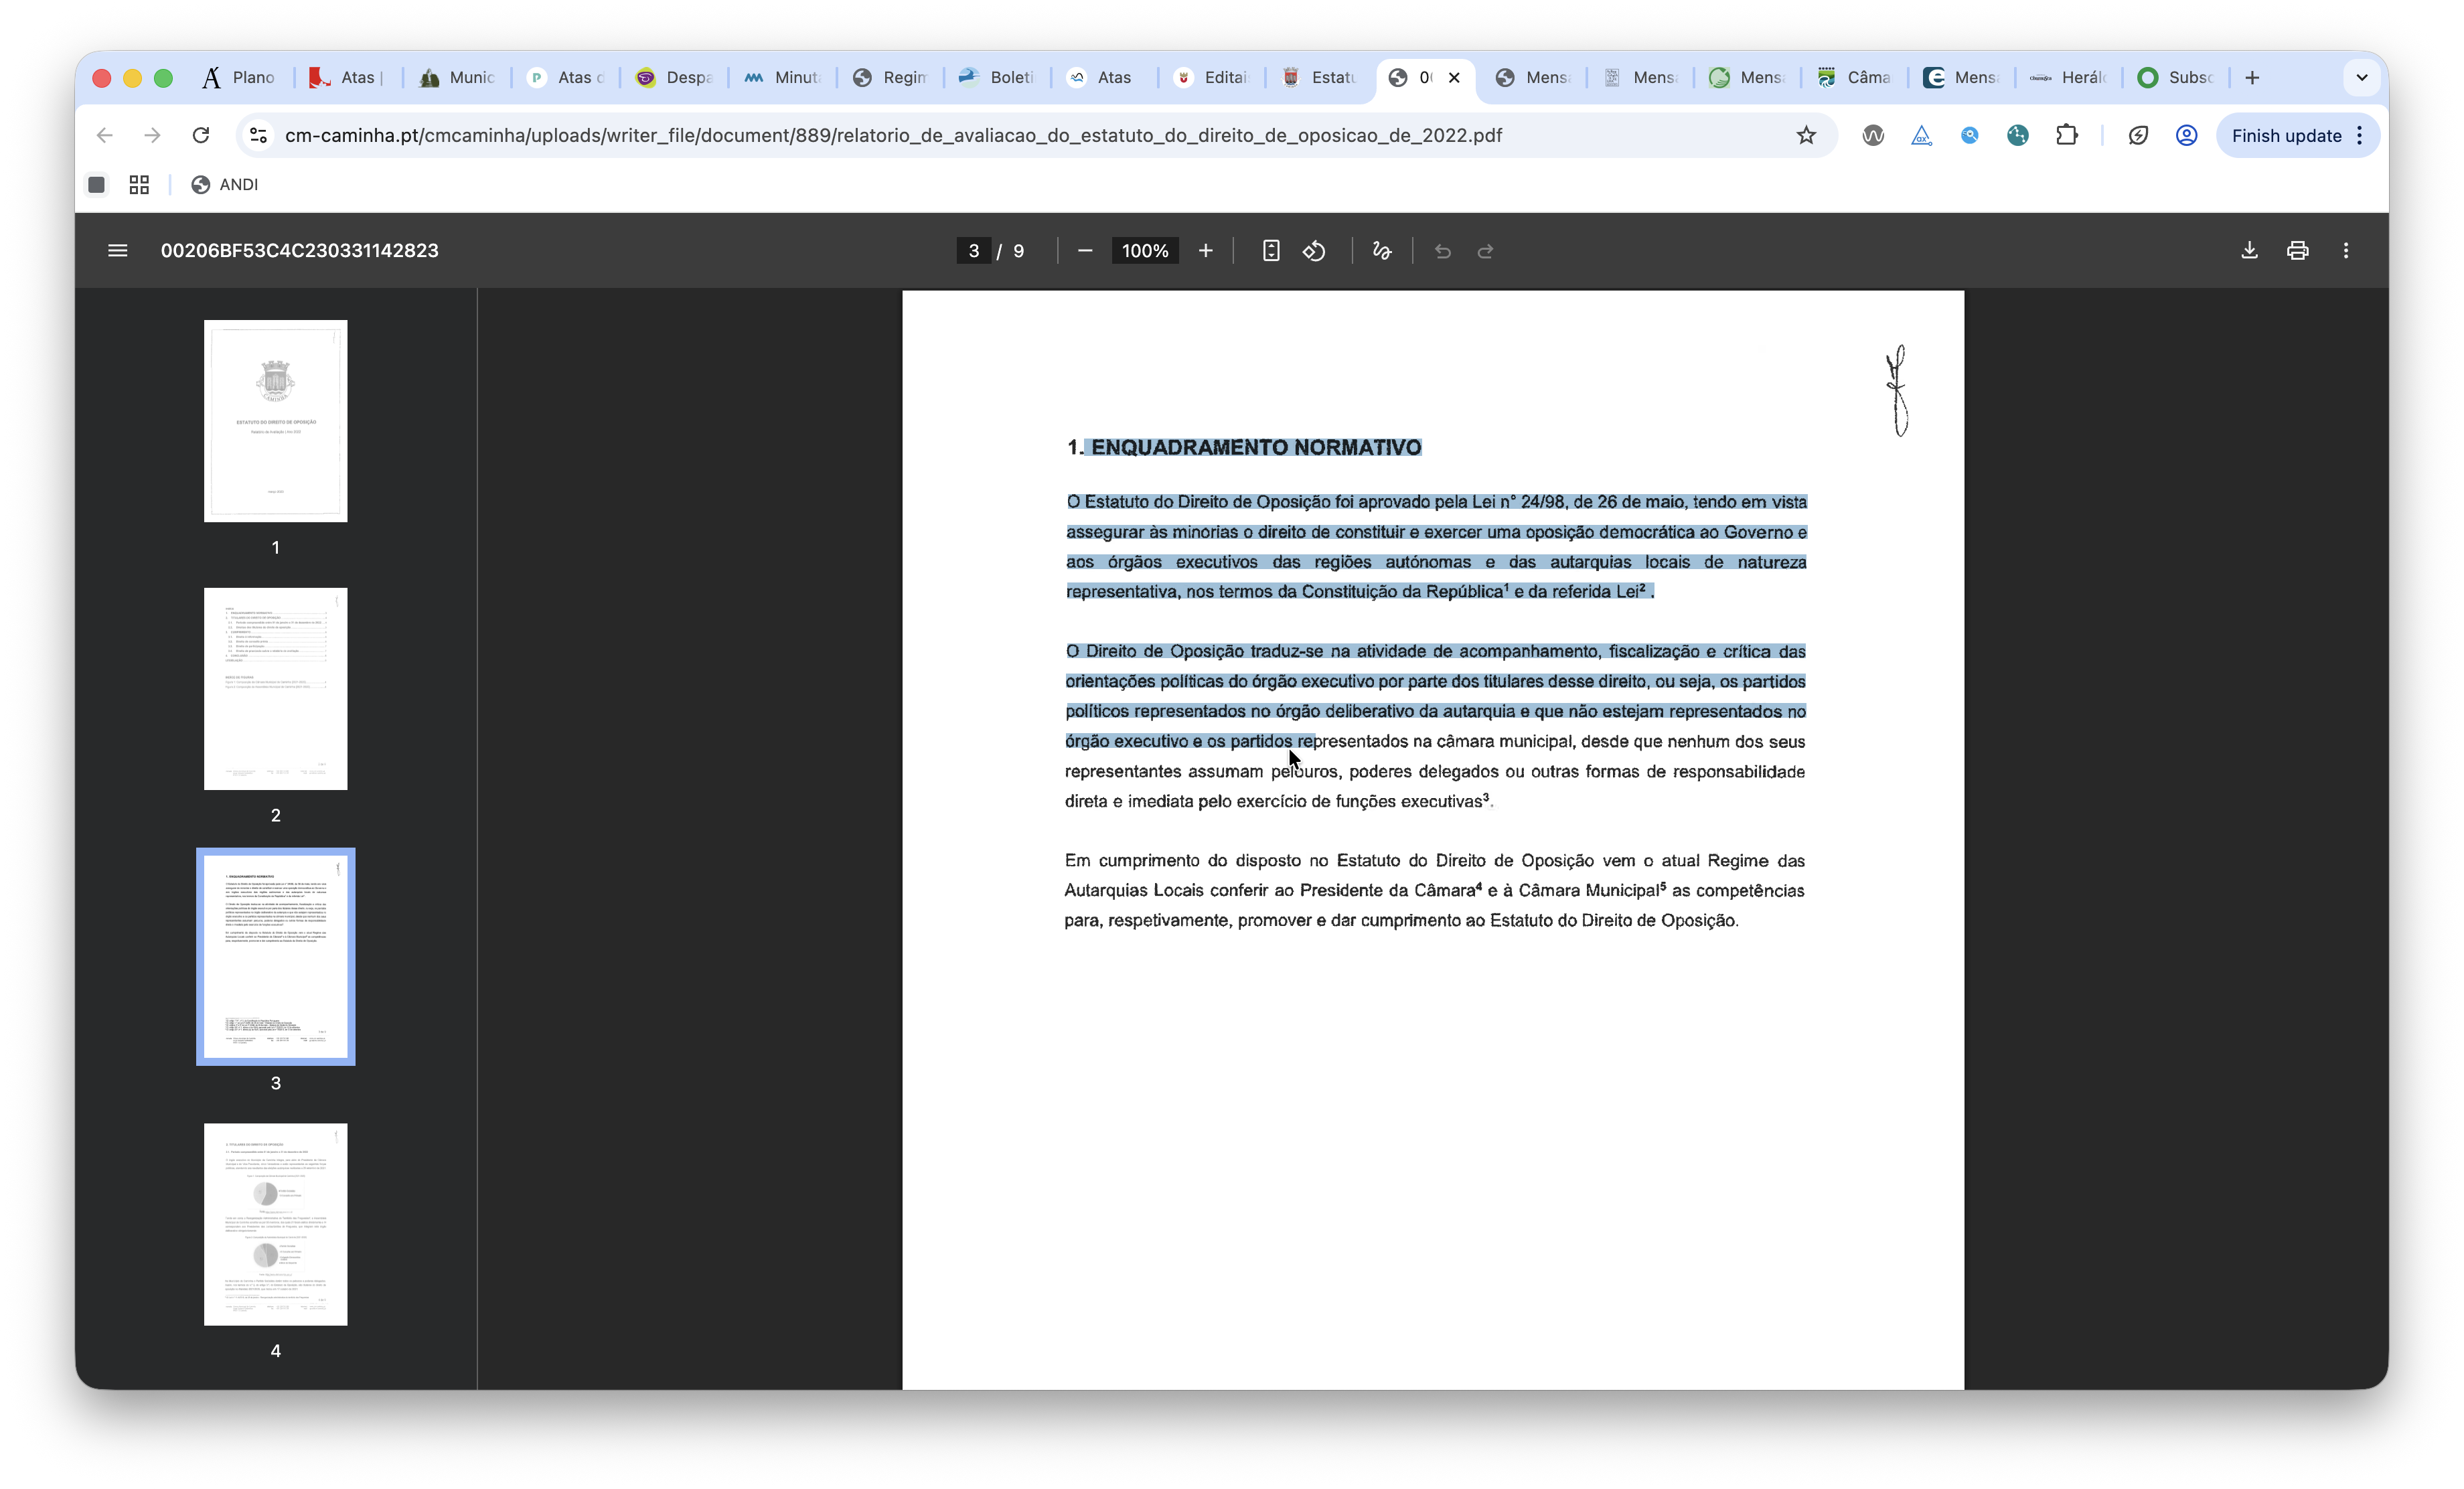 Plano
Atas |
Munic
Atas d
Despa
Minuta
Regim
Boleti
Atas
Editai
Estatu
Mensa
Mensa
Mensa
Câma
Mensa
Subsc
cm-caminha.pt/cmcaminha/uploads/writer_file/document/889/relatorio_de_avaliacao_do_estatuto_do_direito_de_oposicao_de_2022.pdf
Finish update
ANDI
00206BF53C4C230331142823
3 / 9
100%
ESTATUTO DO DIREITO DE OPOSIÇÃO
1
2
3
4
1. ENQUADRAMENTO NORMATIVO
O Estatuto do Direito de Oposição foi aprovado pela Lei n° 24/98, de 26 de maio, tendo em vista
assegurar às minorias o direito de constituir e exercer uma oposição democrática ao Governo e
aos órgãos executivos das regiões autónomas e das autarquias locais de natureza
representativa, nos termos da Constituição da República¹ e da referida Lei² .
O Direito de Oposição traduz-se na atividade de acompanhamento, fiscalização e crítica das
orientações políticas do órgão executivo por parte dos titulares desse direito, ou seja, os partidos
políticos representados no órgão deliberativo da autarquia e que não estejam representados no
órgão executivo e os partidos representados na câmara municipal, desde que nenhum dos seus
representantes assumam pelouros, poderes delegados ou outras formas de responsabilidade
direta e imediata pelo exercício de funções executivas³.
Em cumprimento do disposto no Estatuto do Direito de Oposição vem o atual Regime das
Autarquias Locais conferir ao Presidente da Câmara⁴ e à Câmara Municipal⁵ as competências
para, respetivamente, promover e dar cumprimento ao Estatuto do Direito de Oposição.